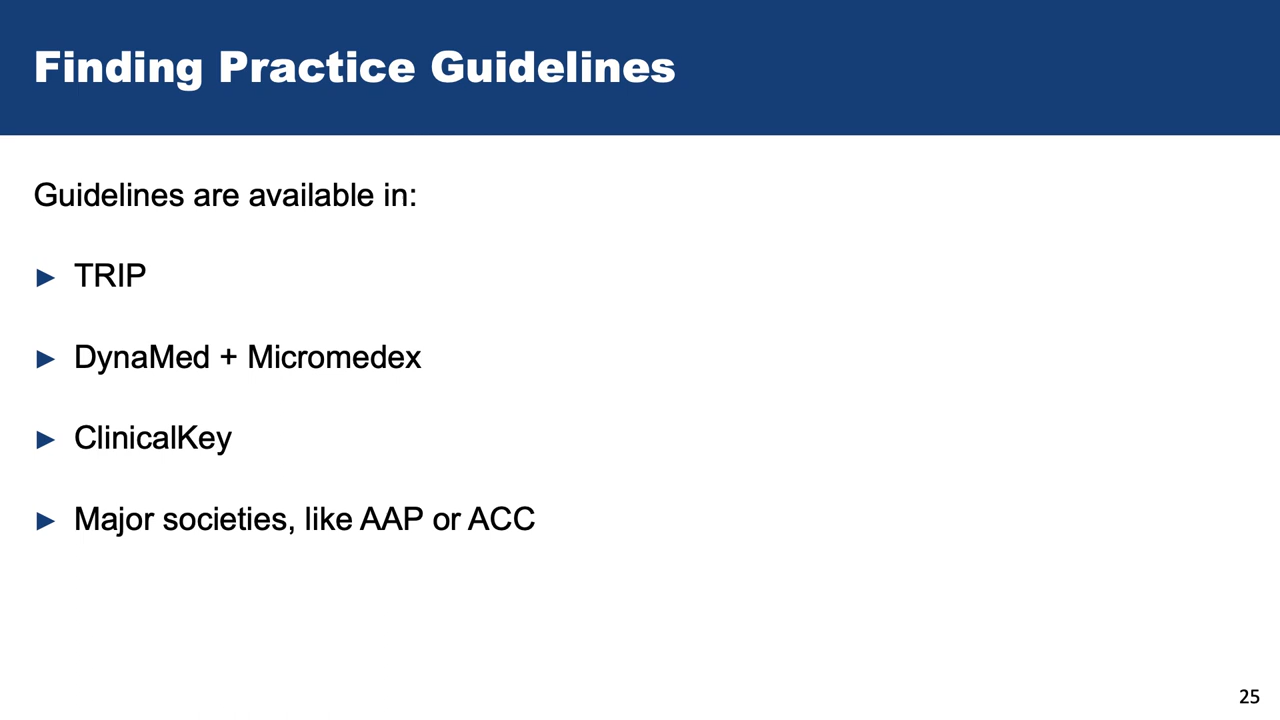 Finding Practice Guidelines
Guidelines are available in:
► TRIP
► DynaMed + Micromedex
► ClinicalKey
► Major societies, like AAP or ACC
25